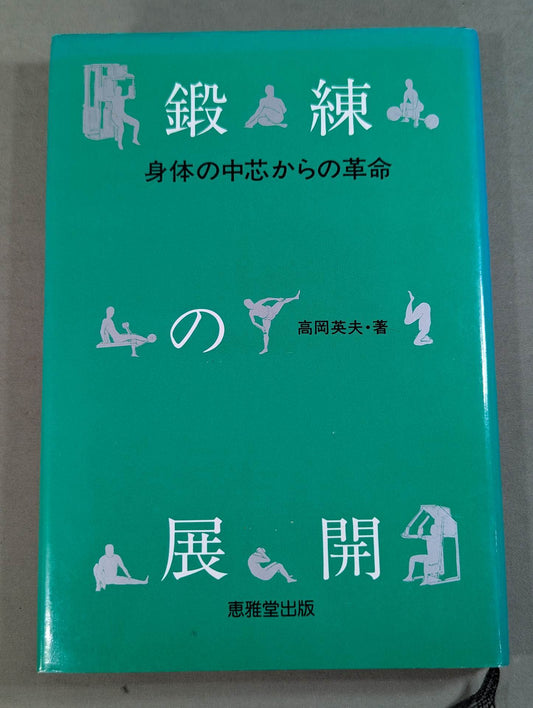 鍛練
身体の中芯からの革命
の
高岡英夫・著
展開
恵雅堂出版